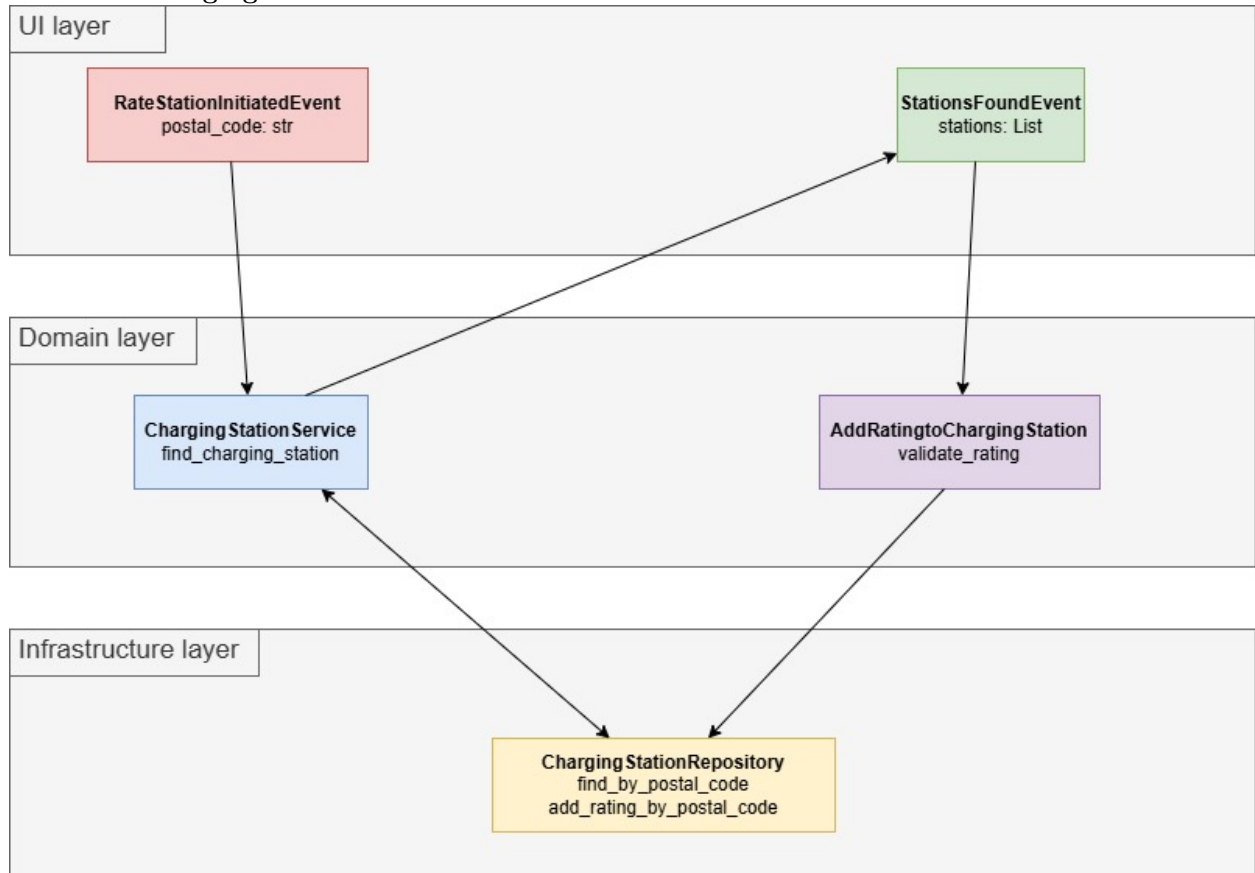 UI layer
RateStationInitiatedEvent
postal_code: str
StationsFoundEvent
stations: List
Domain layer
ChargingStationService
find_charging_station
AddRatingtoChargingStation
validate_rating
Infrastructure layer
ChargingStationRepository
find_by_postal_code
add_rating_by_postal_code